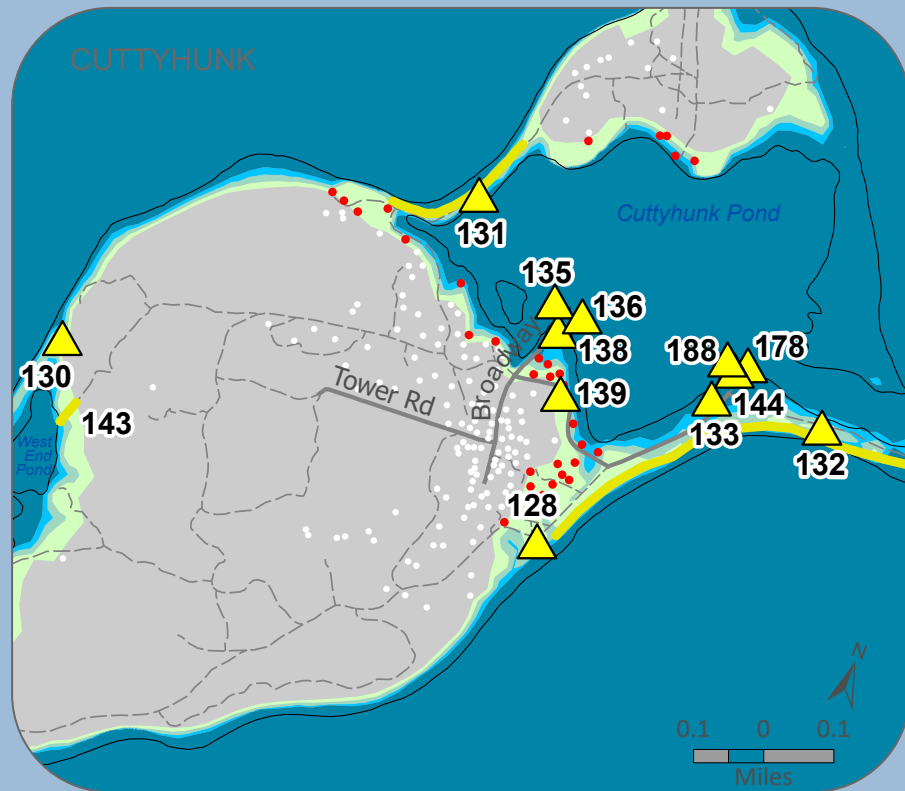 CUTTYHUNK
Cuttyhunk Pond
131
135
136
138
130
188
178
Broadway
Tower Rd
139
144
143
133
132
West
End
Pond
128
N
0.1 0 0.1
Miles